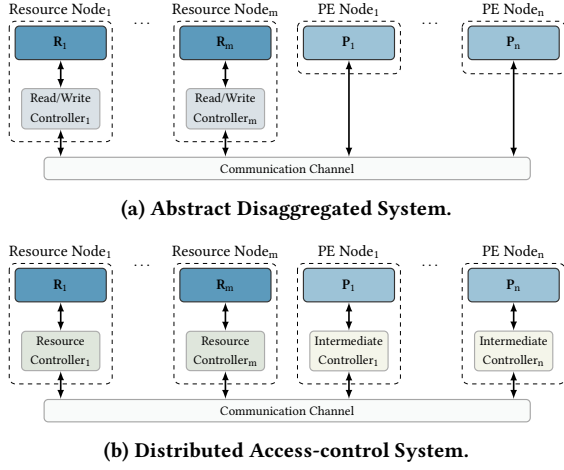 Resource Node1 ... Resource Nodem PE Node1 ... PE Noden
R1 Rm P1 Pn
Read/Write Read/Write
Controller1 Controllerm
Communication Channel
(a) Abstract Disaggregated System.
Resource Node1 ... Resource Nodem PE Node1 ... PE Noden
R1 Rm P1 Pn
Resource Resource Intermediate Intermediate
Controller1 Controllerm Controller1 Controllern
Communication Channel
(b) Distributed Access-control System.